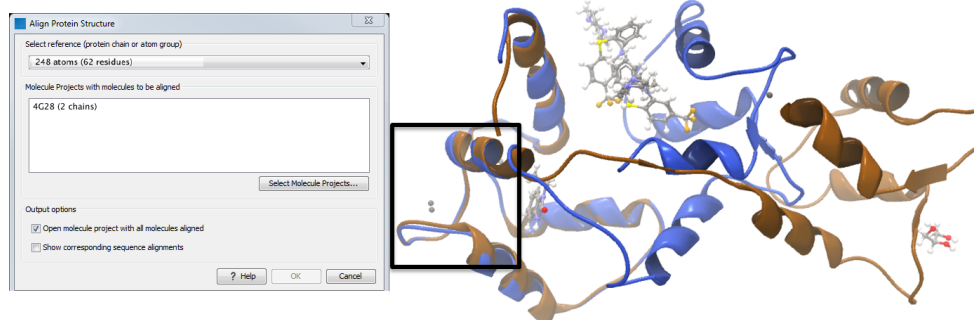 Align Protein Structure
Select reference (protein chain or atom group)
248 atoms (62 residues)
Molecule Projects with molecules to be aligned
4G28 (2 chains)
Select Molecule Projects...
Output options
Open molecule project with all molecules aligned
Show corresponding sequence alignments
? Help OK Cancel